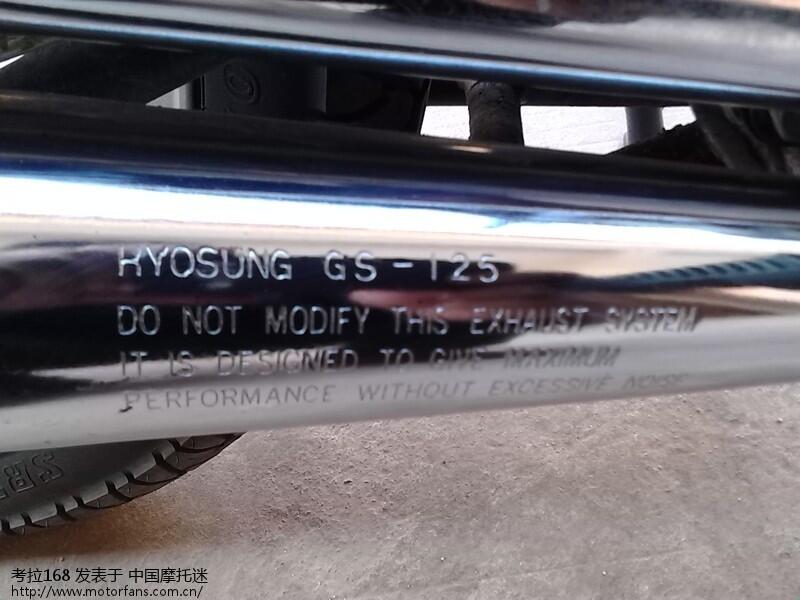 HYOSUNG GS-125
DO NOT MODIFY THIS EXHAUST SYSTEM
IT IS DESIGNED TO GIVE MAXIMUM
PERFORMANCE WITHOUT EXCESSIVE NOISE
考拉168 发表于 中国摩托迷
http://www.motorfans.com.cn/